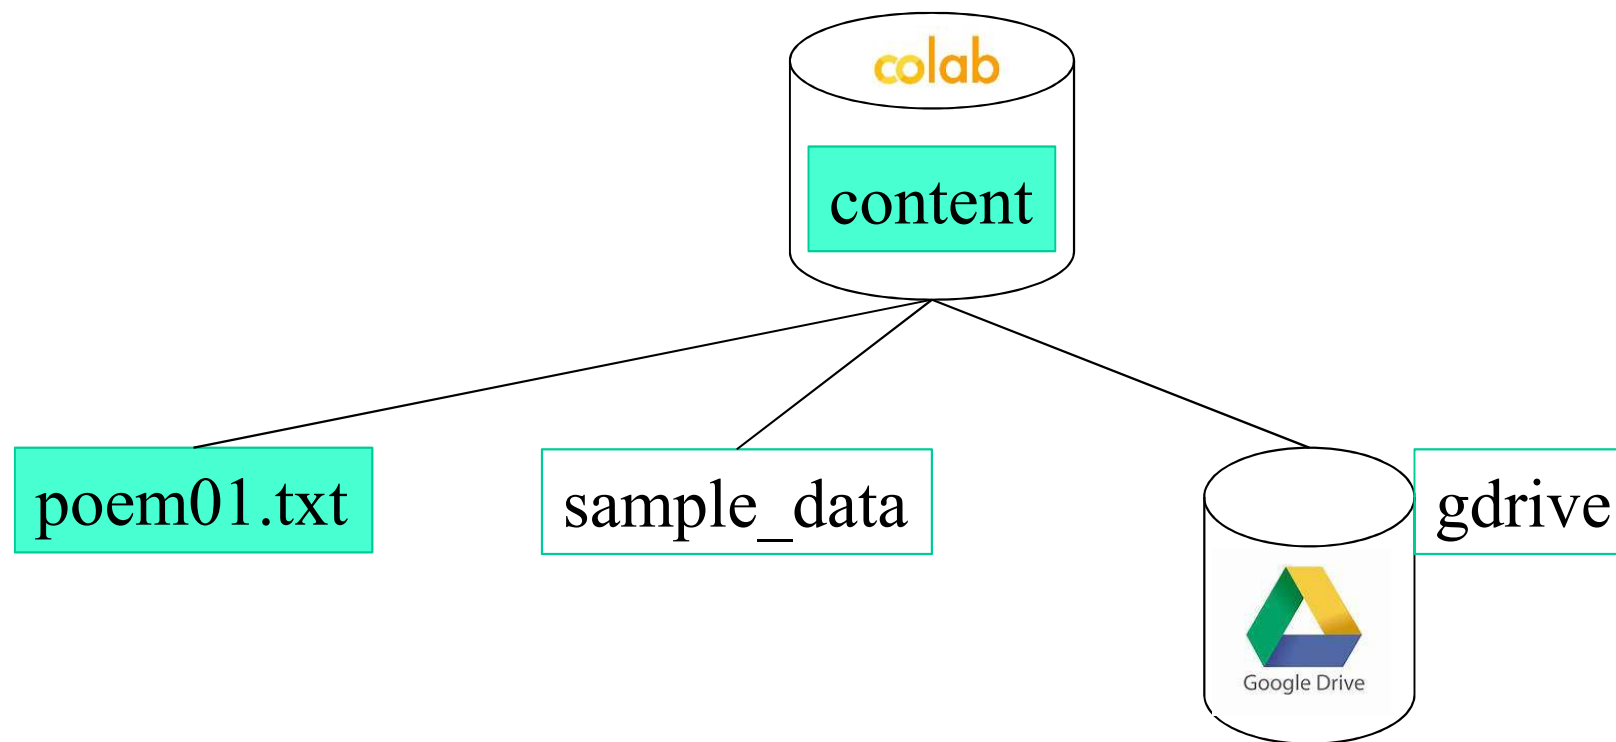 colab
content
poem01.txt
sample_data
gdrive
Google Drive